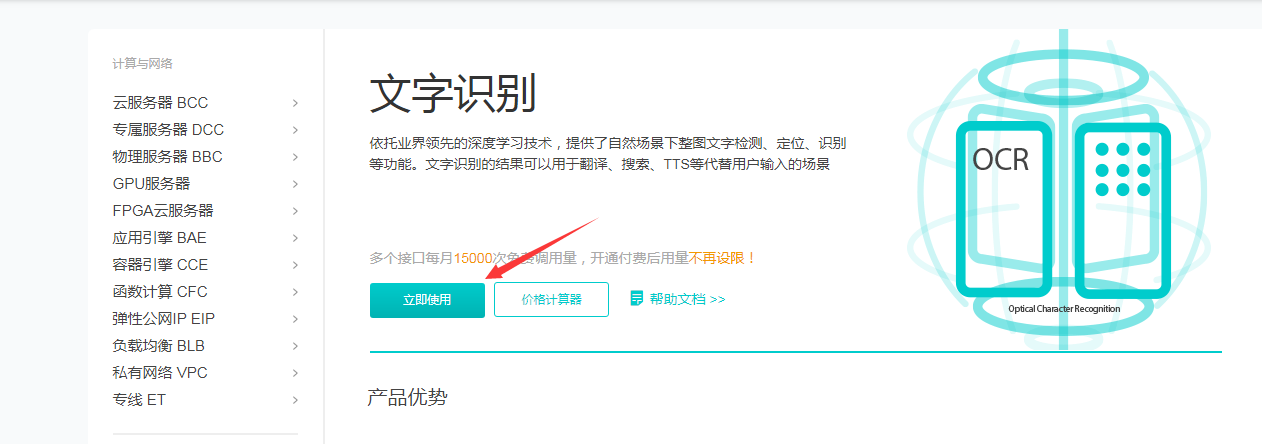 计算与网络
云服务器 BCC
专属服务器 DCC
物理服务器 BBC
GPU服务器
FPGA云服务器
应用引擎 BAE
容器引擎 CCE
函数计算 CFC
弹性公网IP EIP
负载均衡 BLB
私有网络 VPC
专线 ET
文字识别
依托业界领先的深度学习技术，提供了自然场景下整图文字检测、定位、识别
等功能。文字识别的结果可以用于翻译、搜索、TTS等代替用户输入的场景
多个接口每月15000次免费调用量，开通付费后用量不再设限！
立即使用
价格计算器
帮助文档 >>
OCR
Optical Character Recognition
产品优势